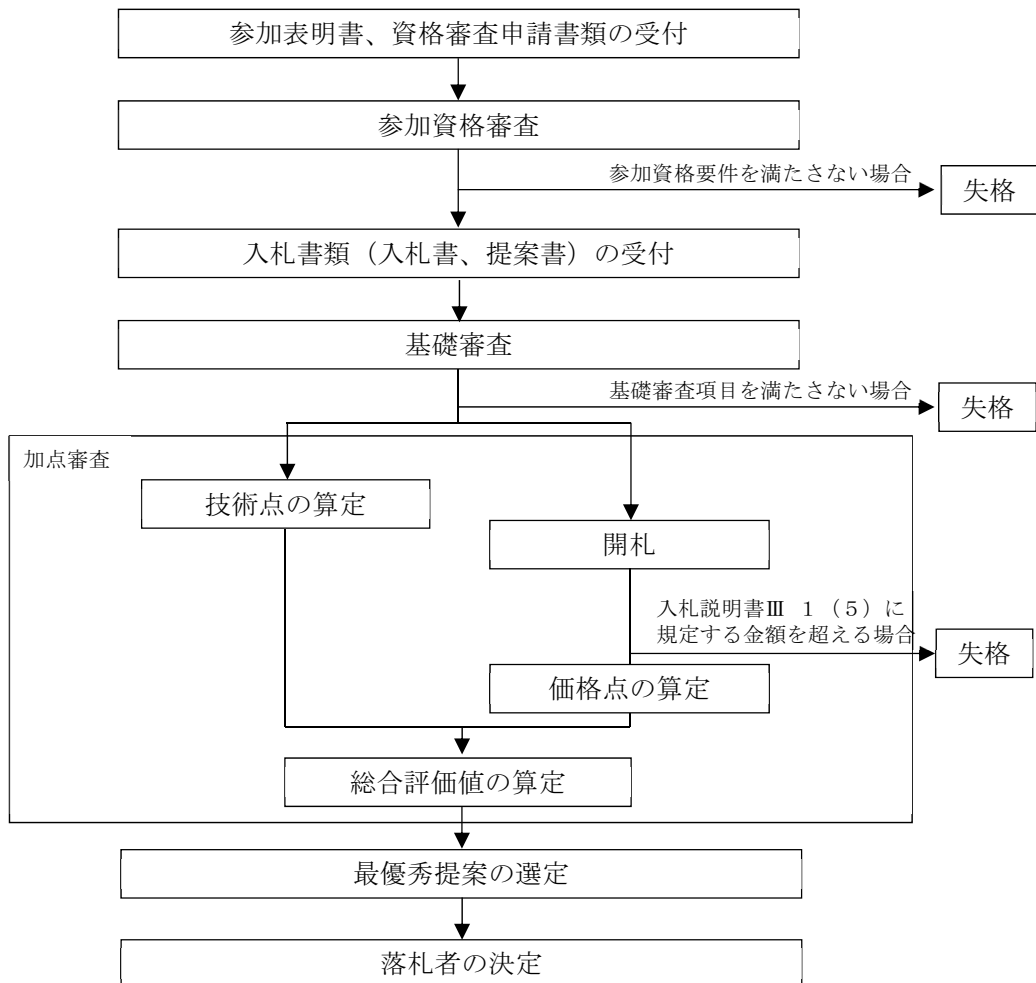 参加表明書、資格審査申請書類の受付
参加資格審査
参加資格要件を満たさない場合
失格
入札書類（入札書、提案書）の受付
基礎審査
基礎審査項目を満たさない場合
失格
加点審査
技術点の算定
開札
入札説明書Ⅲ １（５）に
規定する金額を超える場合
失格
価格点の算定
総合評価値の算定
最優秀提案の選定
落札者の決定